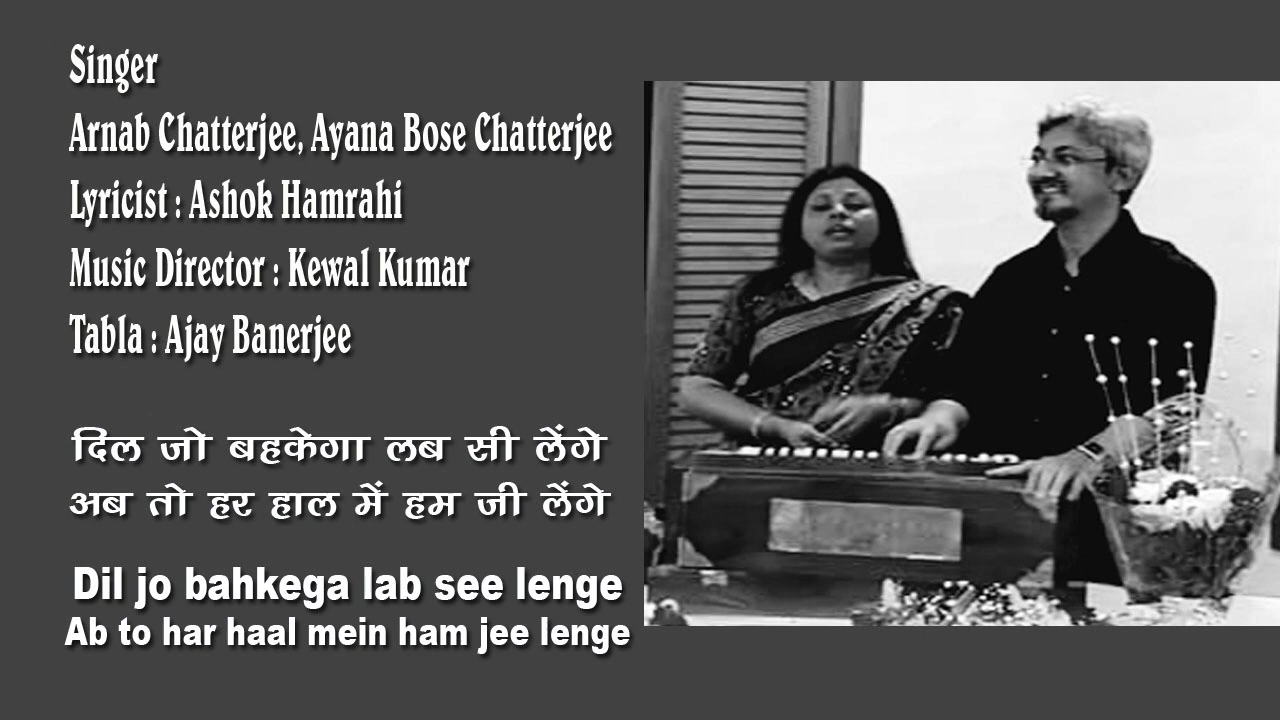 Singer
Arnab Chatterjee, Ayana Bose Chatterjee
Lyricist : Ashok Hamrahi
Music Director : Kewal Kumar
Tabla : Ajay Banerjee
दिल जो बहकेगा लब सी लेंगे
अब तो हर हाल में हम जी लेंगे
Dil jo bahkega lab see lenge
Ab to har haal mein ham jee lenge